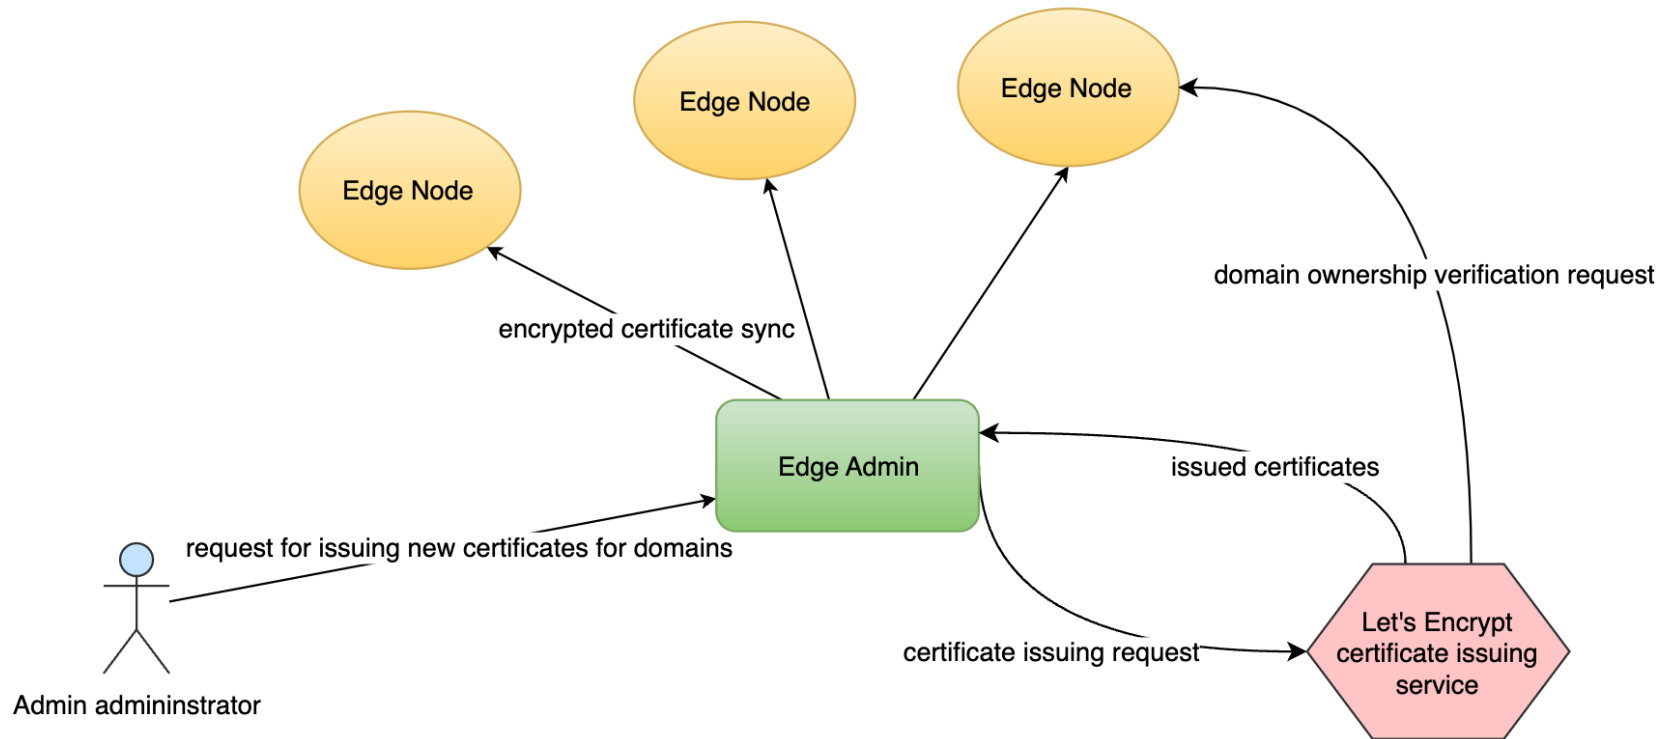 Edge Node
Edge Node
Edge Node
domain ownership verification request
encrypted certificate sync
Edge Admin
issued certificates
request for issuing new certificates for domains
certificate issuing request
Let's Encrypt
certificate issuing
service
Admin admininstrator